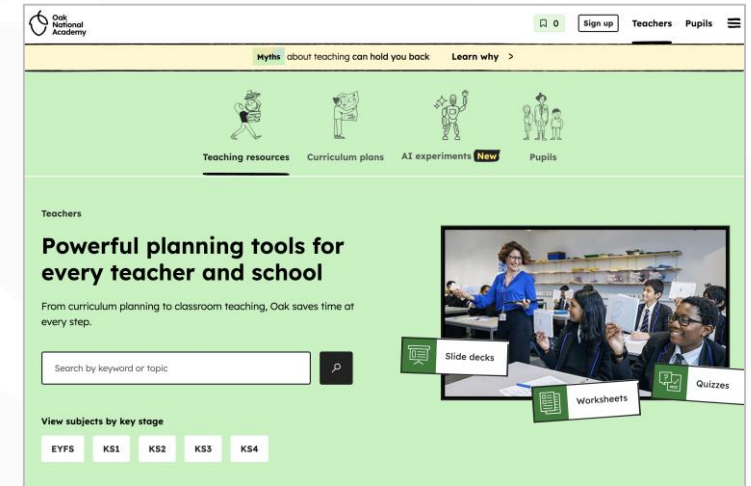 Oak
National
Academy
0
Sign up
Teachers
Pupils
Myths about teaching can hold you back
Learn why >
Teaching resources
Curriculum plans
AI experiments New
Pupils
Teachers
Powerful planning tools for
every teacher and school
From curriculum planning to classroom teaching, Oak saves time at
every step.
Search by keyword or topic
Slide decks
Worksheets
Quizzes
View subjects by key stage
EYFS
KS1
KS2
KS3
KS4